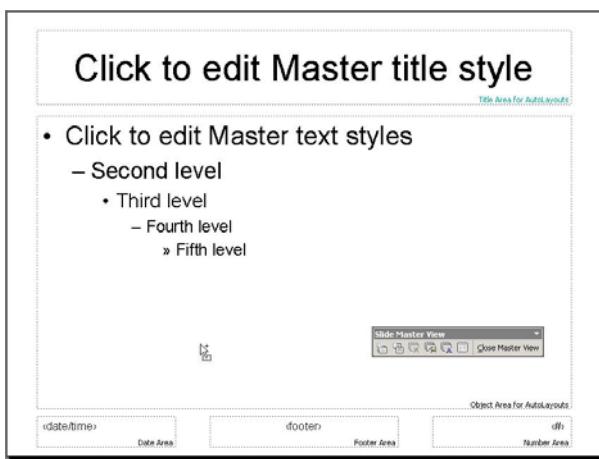 Click to edit Master title style
Title Area for AutoLayouts
• Click to edit Master text styles
– Second level
• Third level
– Fourth level
» Fifth level
Slide Master View
Close Master View
Object Area for AutoLayouts
‹date/time›
Date Area
‹footer›
Footer Area
‹#›
Number Area